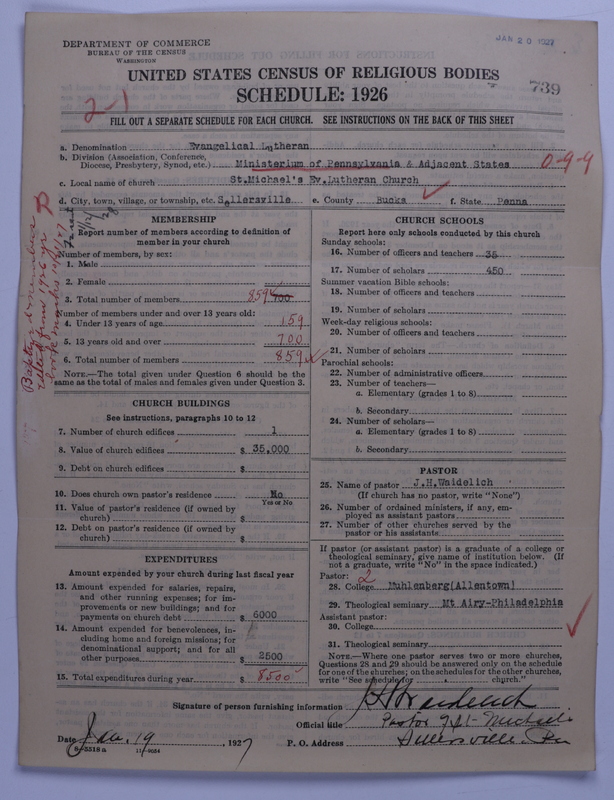 DEPARTMENT OF COMMERCE
BUREAU OF THE CENSUS
WASHINGTON
JAN 20 1927
UNITED STATES CENSUS OF RELIGIOUS BODIES
SCHEDULE: 1926
739
2-1
FILL OUT A SEPARATE SCHEDULE FOR EACH CHURCH. SEE INSTRUCTIONS ON THE BACK OF THIS SHEET
a. Denomination Evangelical Lutheran
b. Division (Association, Conference, Diocese, Presbytery, Synod, etc.) Ministerium of Pennsylvania & Adjacent States
0-9-9
c. Local name of church St.Michael's Ev.Lutheran Church
d. City, town, village, or township, etc. Sellersville e. County Bucks f. State Penna
MEMBERSHIP
Report number of members according to definition of
member in your church
Number of members, by sex:
1. Male
2. Female
3. Total number of members 859 700
Number of members under and over 13 years old:
4. Under 13 years of age 159
5. 13 years old and over 700
6. Total number of members 859
NOTE.—The total given under Question 6 should be the
same as the total of males and females given under Question 3.
CHURCH BUILDINGS
See instructions, paragraphs 10 to 12
7. Number of church edifices 1
8. Value of church edifices $ 35,000
9. Debt on church edifices $
10. Does church own pastor's residence No
Yes or No
11. Value of pastor's residence (if owned by
church) $
12. Debt on pastor's residence (if owned by
church) $
EXPENDITURES
Amount expended by your church during last fiscal year
13. Amount expended for salaries, repairs,
and other running expenses; for im-
provements or new buildings; and for
payments on church debt $ 6000
14. Amount expended for benevolences, in-
cluding home and foreign missions; for
denominational support; and for all
other purposes $ 2500
15. Total expenditures during year $ 8500
CHURCH SCHOOLS
Report here only schools conducted by this church
Sunday schools:
16. Number of officers and teachers 35
17. Number of scholars 450
Summer vacation Bible schools:
18. Number of officers and teachers
19. Number of scholars
Week-day religious schools:
20. Number of officers and teachers
21. Number of scholars
Parochial schools:
22. Number of administrative officers
23. Number of teachers—
a. Elementary (grades 1 to 8)
b. Secondary
24. Number of scholars—
a. Elementary (grades 1 to 8)
b. Secondary
PASTOR
25. Name of pastor J.H.Waidelich
(If church has no pastor, write "None")
26. Number of ordained ministers, if any, em-
ployed as assistant pastors
27. Number of other churches served by the
pastor or his assistants
If pastor (or assistant pastor) is a graduate of a college or
theological seminary, give name of institution below. (If
not a graduate, write "No" in the space indicated.)
Pastor: 2
28. College Muhlenberg(Allentown)
29. Theological seminary Mt Airy-Philadelphia
Assistant pastor:
30. College
31. Theological seminary
NOTE.—Where one pastor serves two or more churches,
Questions 28 and 29 should be answered only on the schedule
for one of the churches; on the schedules for the other churches,
write "See schedule for church."
Signature of person furnishing information J H Waidelich
Official title Pastor of St. Michaels
Date Jan. 19, 1927 P. O. Address Sellersville, Pa
8-3318a 11-9084